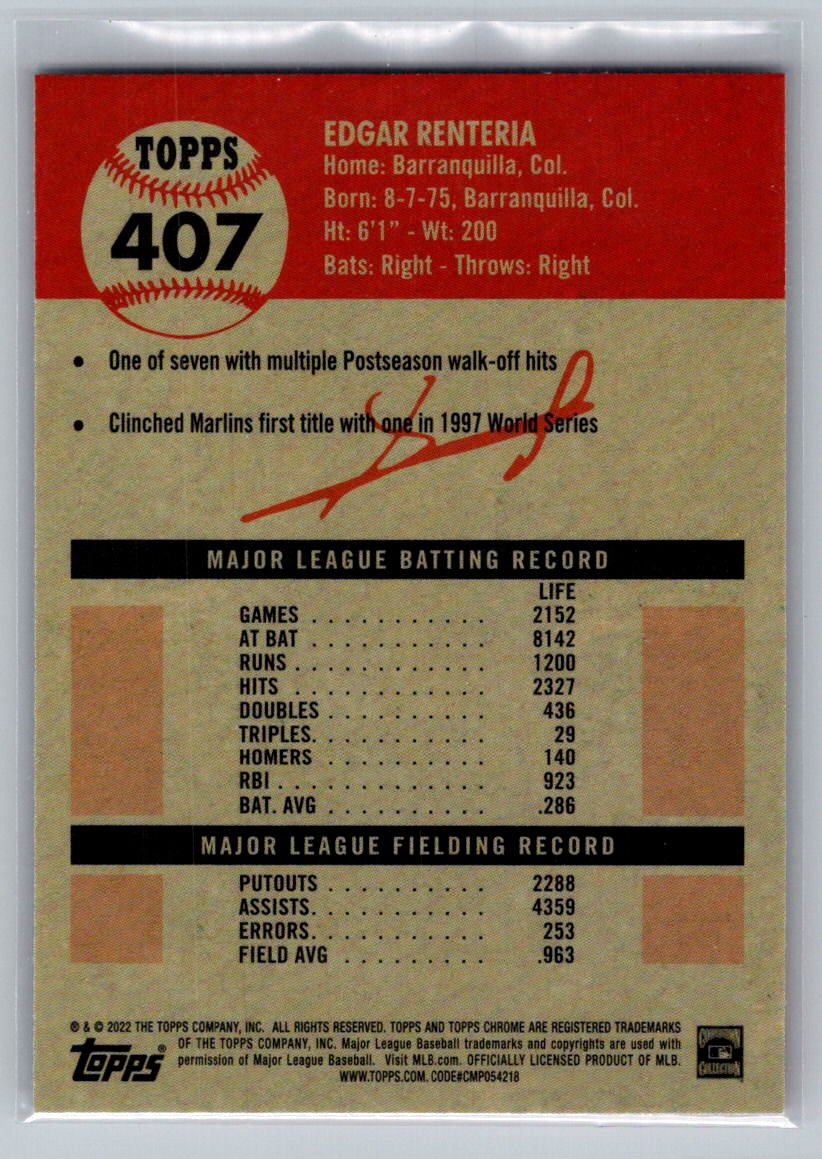 TOPPS
407
EDGAR RENTERIA
Home: Barranquilla, Col.
Born: 8-7-75, Barranquilla, Col.
Ht: 6'1" - Wt: 200
Bats: Right - Throws: Right
• One of seven with multiple Postseason walk-off hits
• Clinched Marlins first title with one in 1997 World Series
MAJOR LEAGUE BATTING RECORD
LIFE
GAMES . . . . . . . . . . . 2152
AT BAT . . . . . . . . . . . 8142
RUNS . . . . . . . . . . . . 1200
HITS . . . . . . . . . . . . 2327
DOUBLES . . . . . . . . . . 436
TRIPLES. . . . . . . . . . . 29
HOMERS . . . . . . . . . . . 140
RBI . . . . . . . . . . . . . 923
BAT. AVG . . . . . . . . . . .286
MAJOR LEAGUE FIELDING RECORD
PUTOUTS . . . . . . . . . . 2288
ASSISTS. . . . . . . . . . . 4359
ERRORS. . . . . . . . . . . 253
FIELD AVG . . . . . . . . . .963
® & © 2022 THE TOPPS COMPANY, INC. ALL RIGHTS RESERVED. TOPPS AND TOPPS CHROME ARE REGISTERED TRADEMARKS
OF THE TOPPS COMPANY, INC. Major League Baseball trademarks and copyrights are used with
permission of Major League Baseball. Visit MLB.com. OFFICIALLY LICENSED PRODUCT OF MLB.
WWW.TOPPS.COM. CODE#CMP054218
TOPPS®
COOPERSTOWN
COLLECTION